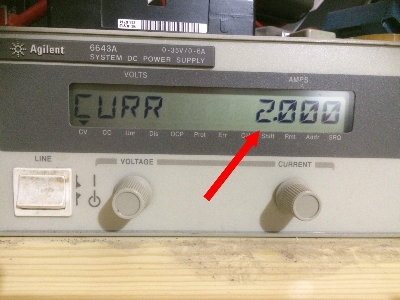 Agilent 6643A 0-35V/0-6A
SYSTEM DC POWER SUPPLY
VOLTS AMPS
CURR 2.000
CV CC Unr Dis OCP Prot Err Shift Rmt Addr SRQ
LINE VOLTAGE CURRENT